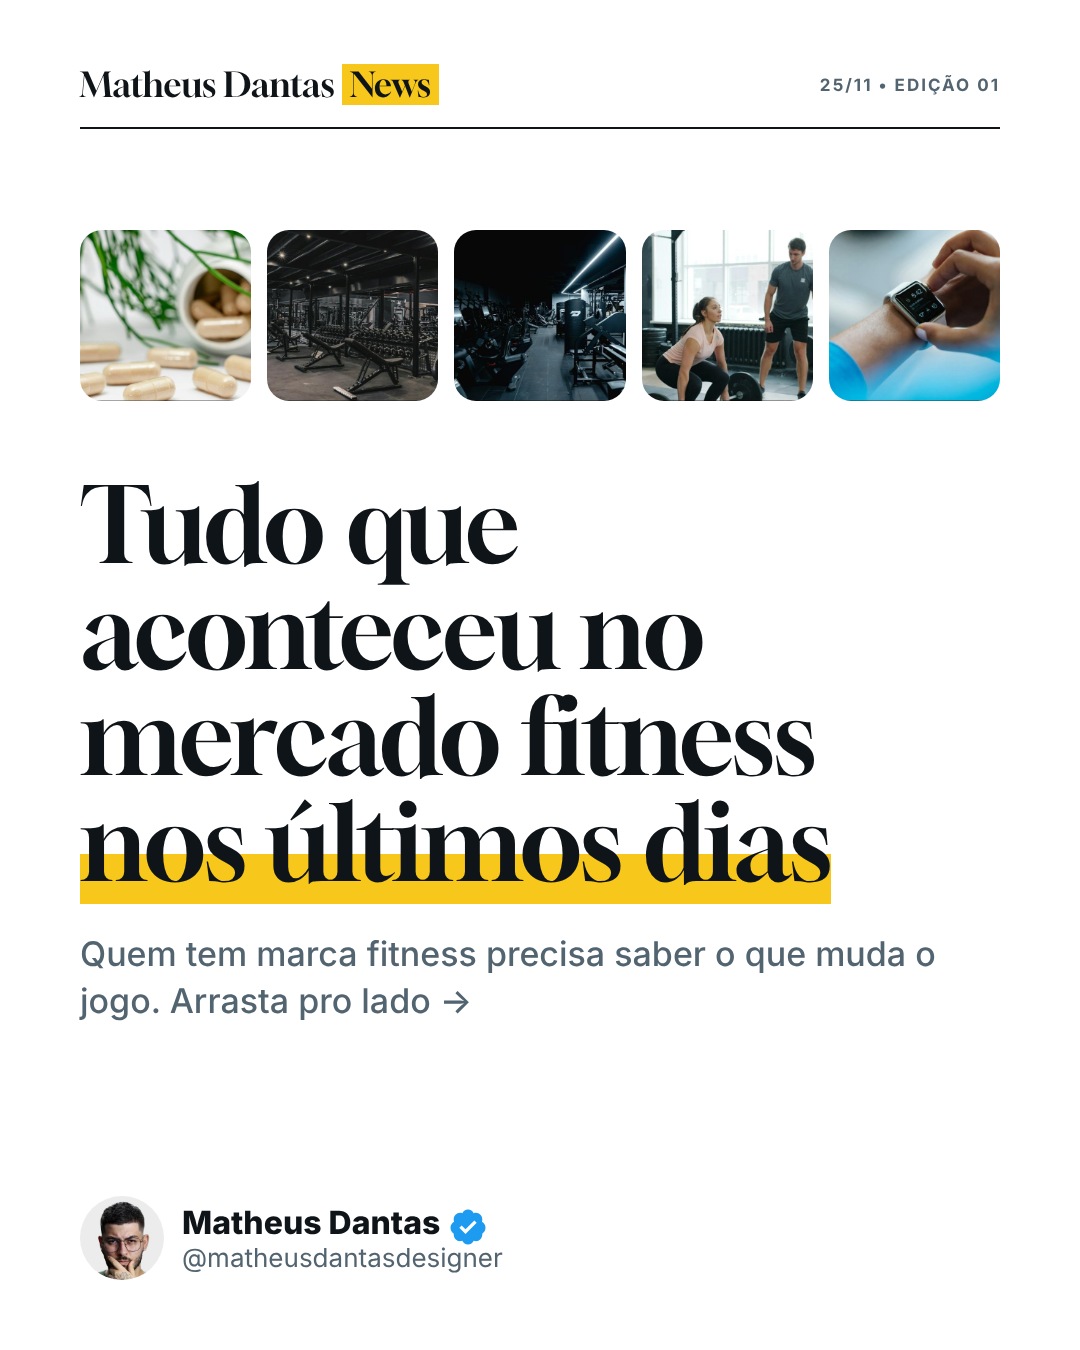 Matheus Dantas News
25/11 • EDIÇÃO 01
Tudo que
aconteceu no
mercado fitness
nos últimos dias
Quem tem marca fitness precisa saber o que muda o
jogo. Arrasta pro lado →
Matheus Dantas
@matheusdantasdesigner